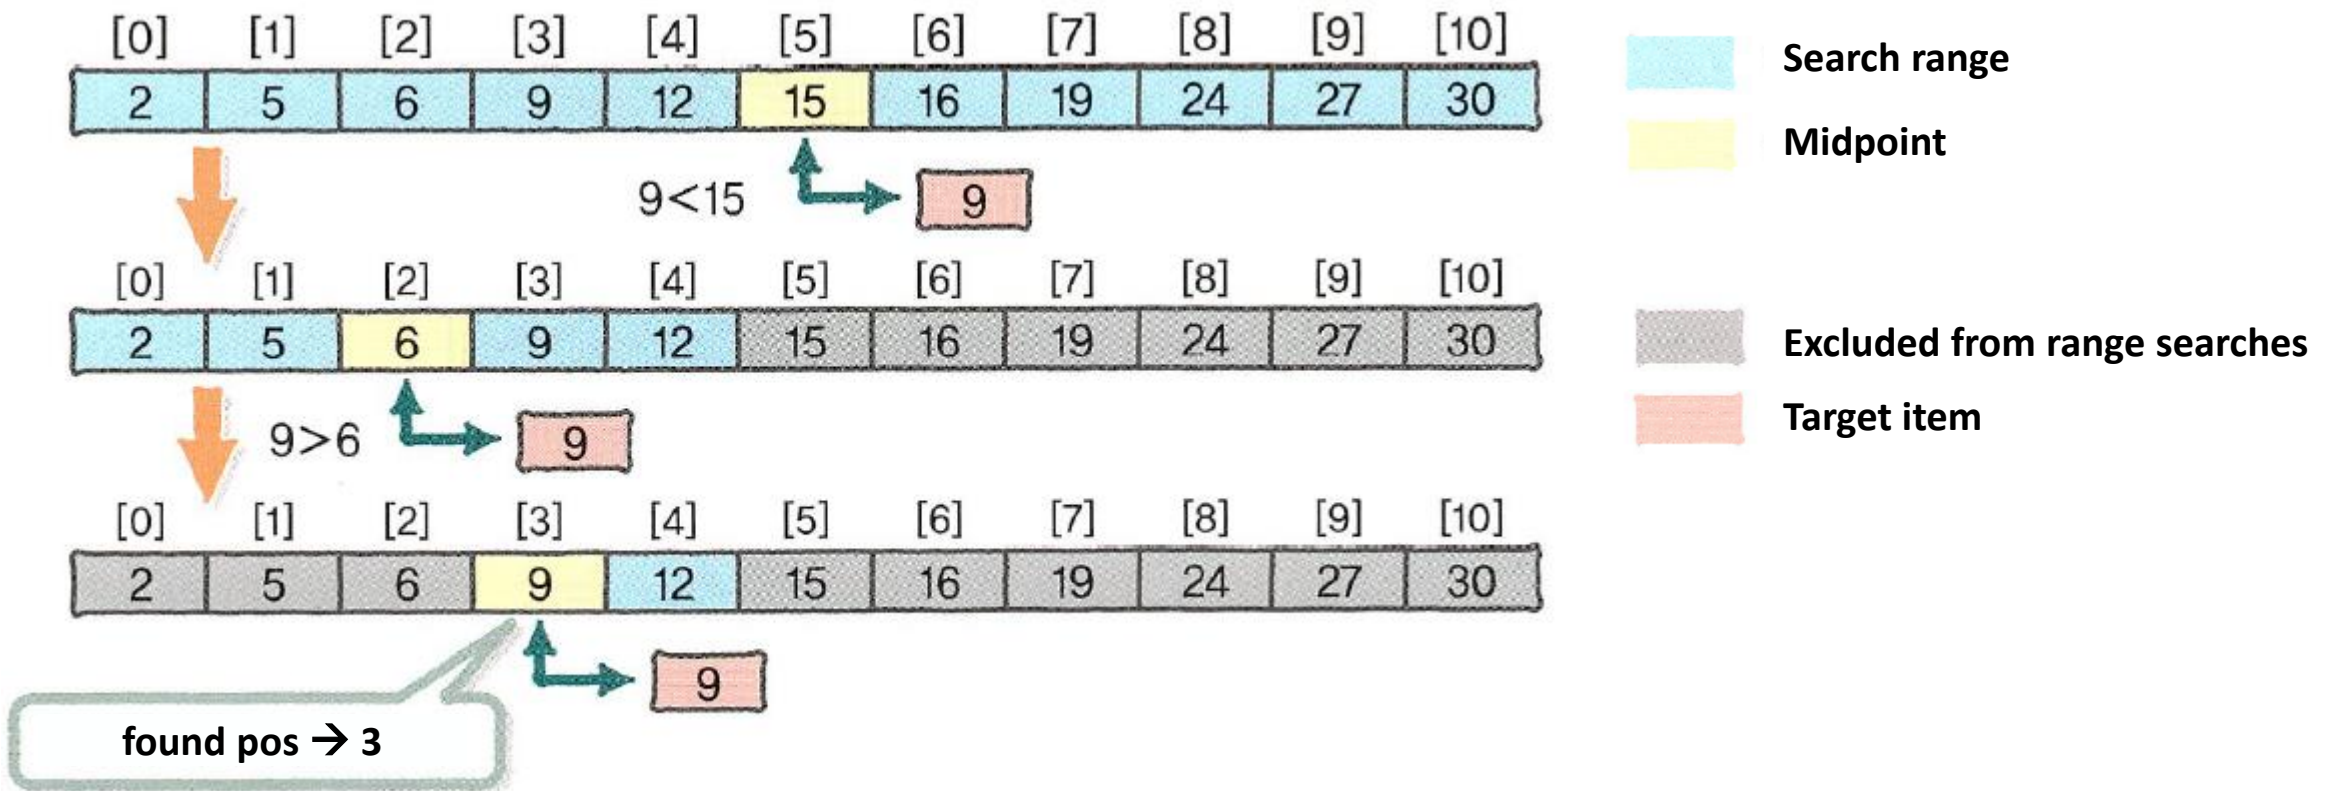 [0] [1] [2] [3] [4] [5] [6] [7] [8] [9] [10]
2 5 6 9 12 15 16 19 24 27 30
9<15
9
[0] [1] [2] [3] [4] [5] [6] [7] [8] [9] [10]
2 5 6 9 12 15 16 19 24 27 30
9>6
9
[0] [1] [2] [3] [4] [5] [6] [7] [8] [9] [10]
2 5 6 9 12 15 16 19 24 27 30
9
found pos → 3
Search range
Midpoint
Excluded from range searches
Target item